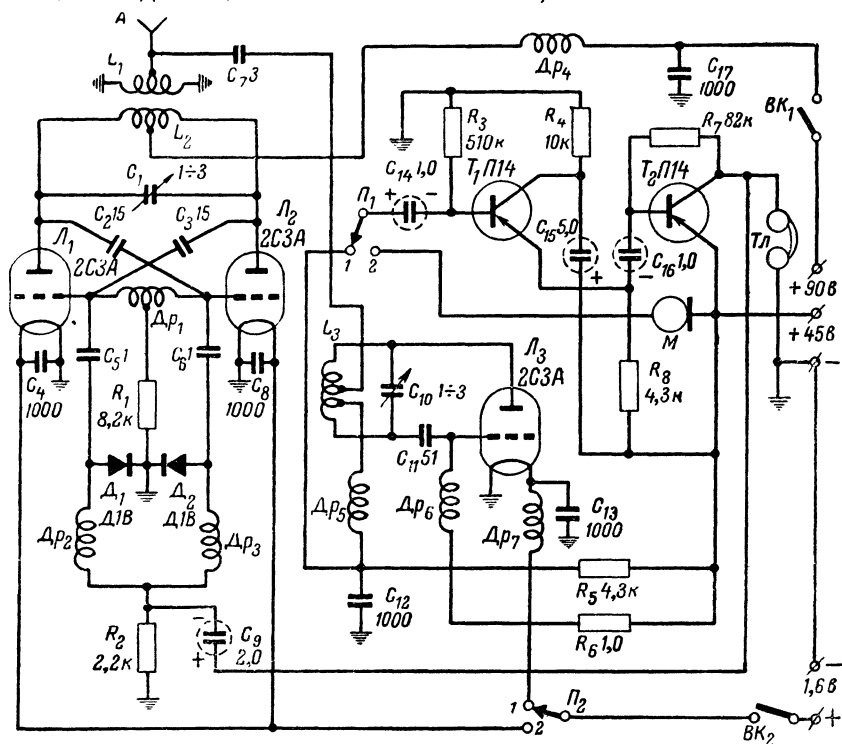 А
L₁
C₇ 3
Др₄
C₁₇
1000
ВК₁
L₂
R₃
510к
R₄
10к
R₇ 82к
C₁ 1÷3
C₁₄ 1,0
T₁ П14
T₂ П14
C₂ 15
C₃ 15
П₁
+ -
Л₁
2С3А
Л₂
2С3А
C₁₅ 5,0
+
C₁₆ 1,0
-
Тл
1 2
+90в
Др₁
М
+45в
L₃
Л₃
2С3А
-
C₄
1000
C₅ 1
C₆ 1
C₈
1000
R₁
8,2к
C₁₀ 1÷3
R₈
4,3к
C₁₁ 51
Д₁
Д1В
Д₂
Д1В
Др₅
Др₆
C₁₃
1000
Др₂
Др₃
Др₇
C₁₂
1000
R₅ 4,3к
R₂
2,2к
-
C₉
2,0
+
R₆ 1,0
-
1,6в
1
П₂
+
2
ВК₂